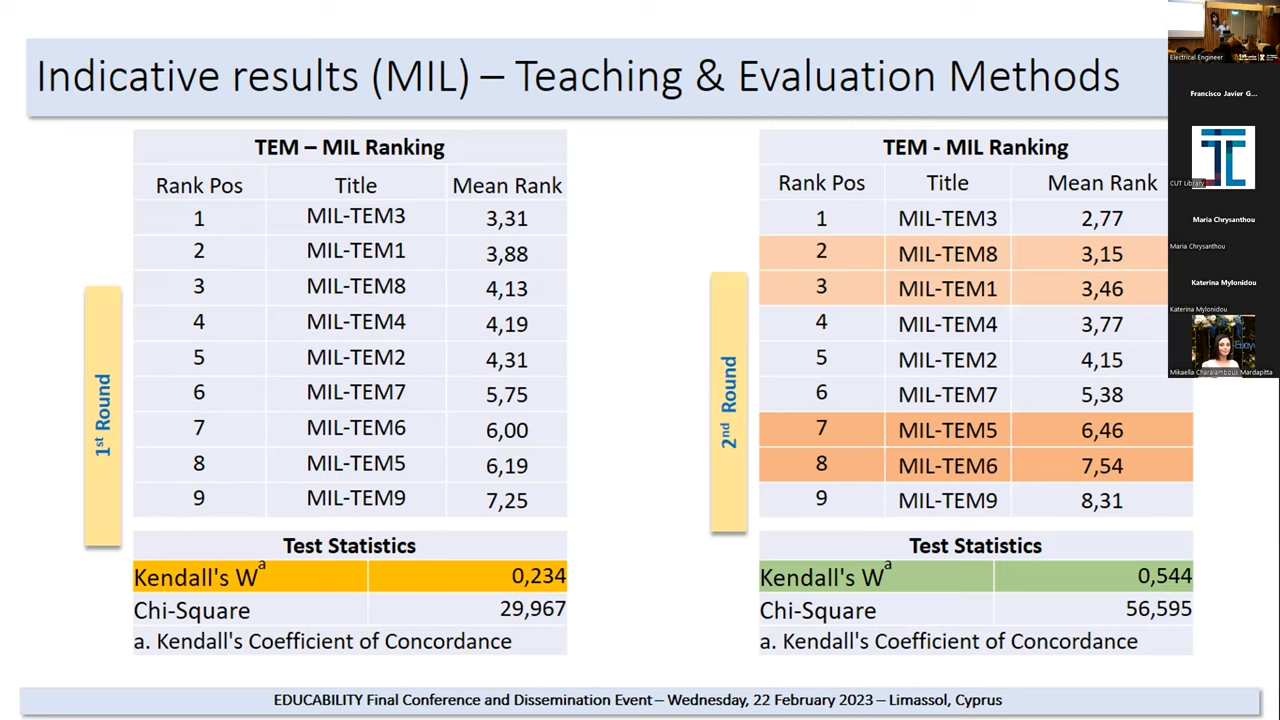 Indicative results (MIL) – Teaching & Evaluation Methods
TEM – MIL Ranking
Rank Pos Title Mean Rank
1 MIL-TEM3 3,31
2 MIL-TEM1 3,88
3 MIL-TEM8 4,13
4 MIL-TEM4 4,19
5 MIL-TEM2 4,31
6 MIL-TEM7 5,75
7 MIL-TEM6 6,00
8 MIL-TEM5 6,19
9 MIL-TEM9 7,25
1st Round
Test Statistics
Kendall's Wa 0,234
Chi-Square 29,967
a. Kendall's Coefficient of Concordance
TEM - MIL Ranking
Rank Pos Title Mean Rank
1 MIL-TEM3 2,77
2 MIL-TEM8 3,15
3 MIL-TEM1 3,46
4 MIL-TEM4 3,77
5 MIL-TEM2 4,15
6 MIL-TEM7 5,38
7 MIL-TEM5 6,46
8 MIL-TEM6 7,54
9 MIL-TEM9 8,31
2nd Round
Test Statistics
Kendall's Wa 0,544
Chi-Square 56,595
a. Kendall's Coefficient of Concordance
EDUCABILITY Final Conference and Dissemination Event – Wednesday, 22 February 2023 – Limassol, Cyprus
Electrical Engineer
Francisco Javier G...
CUT Library
Maria Chrysanthou
Maria Chrysanthou
Katerina Mylonidou
Katerina Mylonidou
Mikaella Charalambous Mardapitta